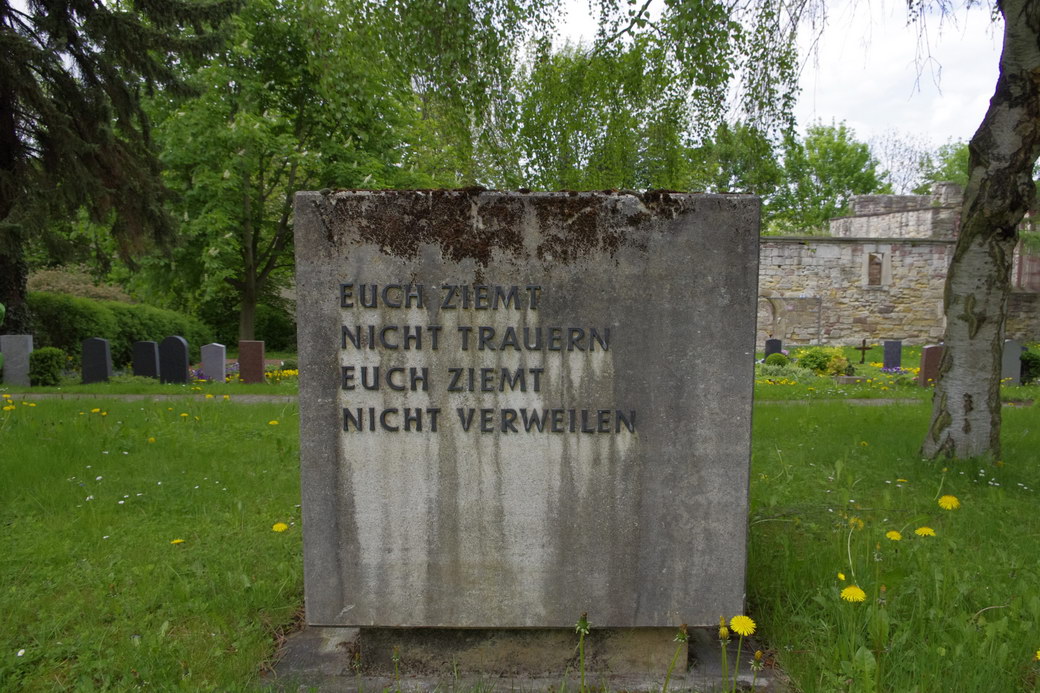 EUCH ZIEMT
NICHT TRAUERN
EUCH ZIEMT
NICHT VERWEILEN